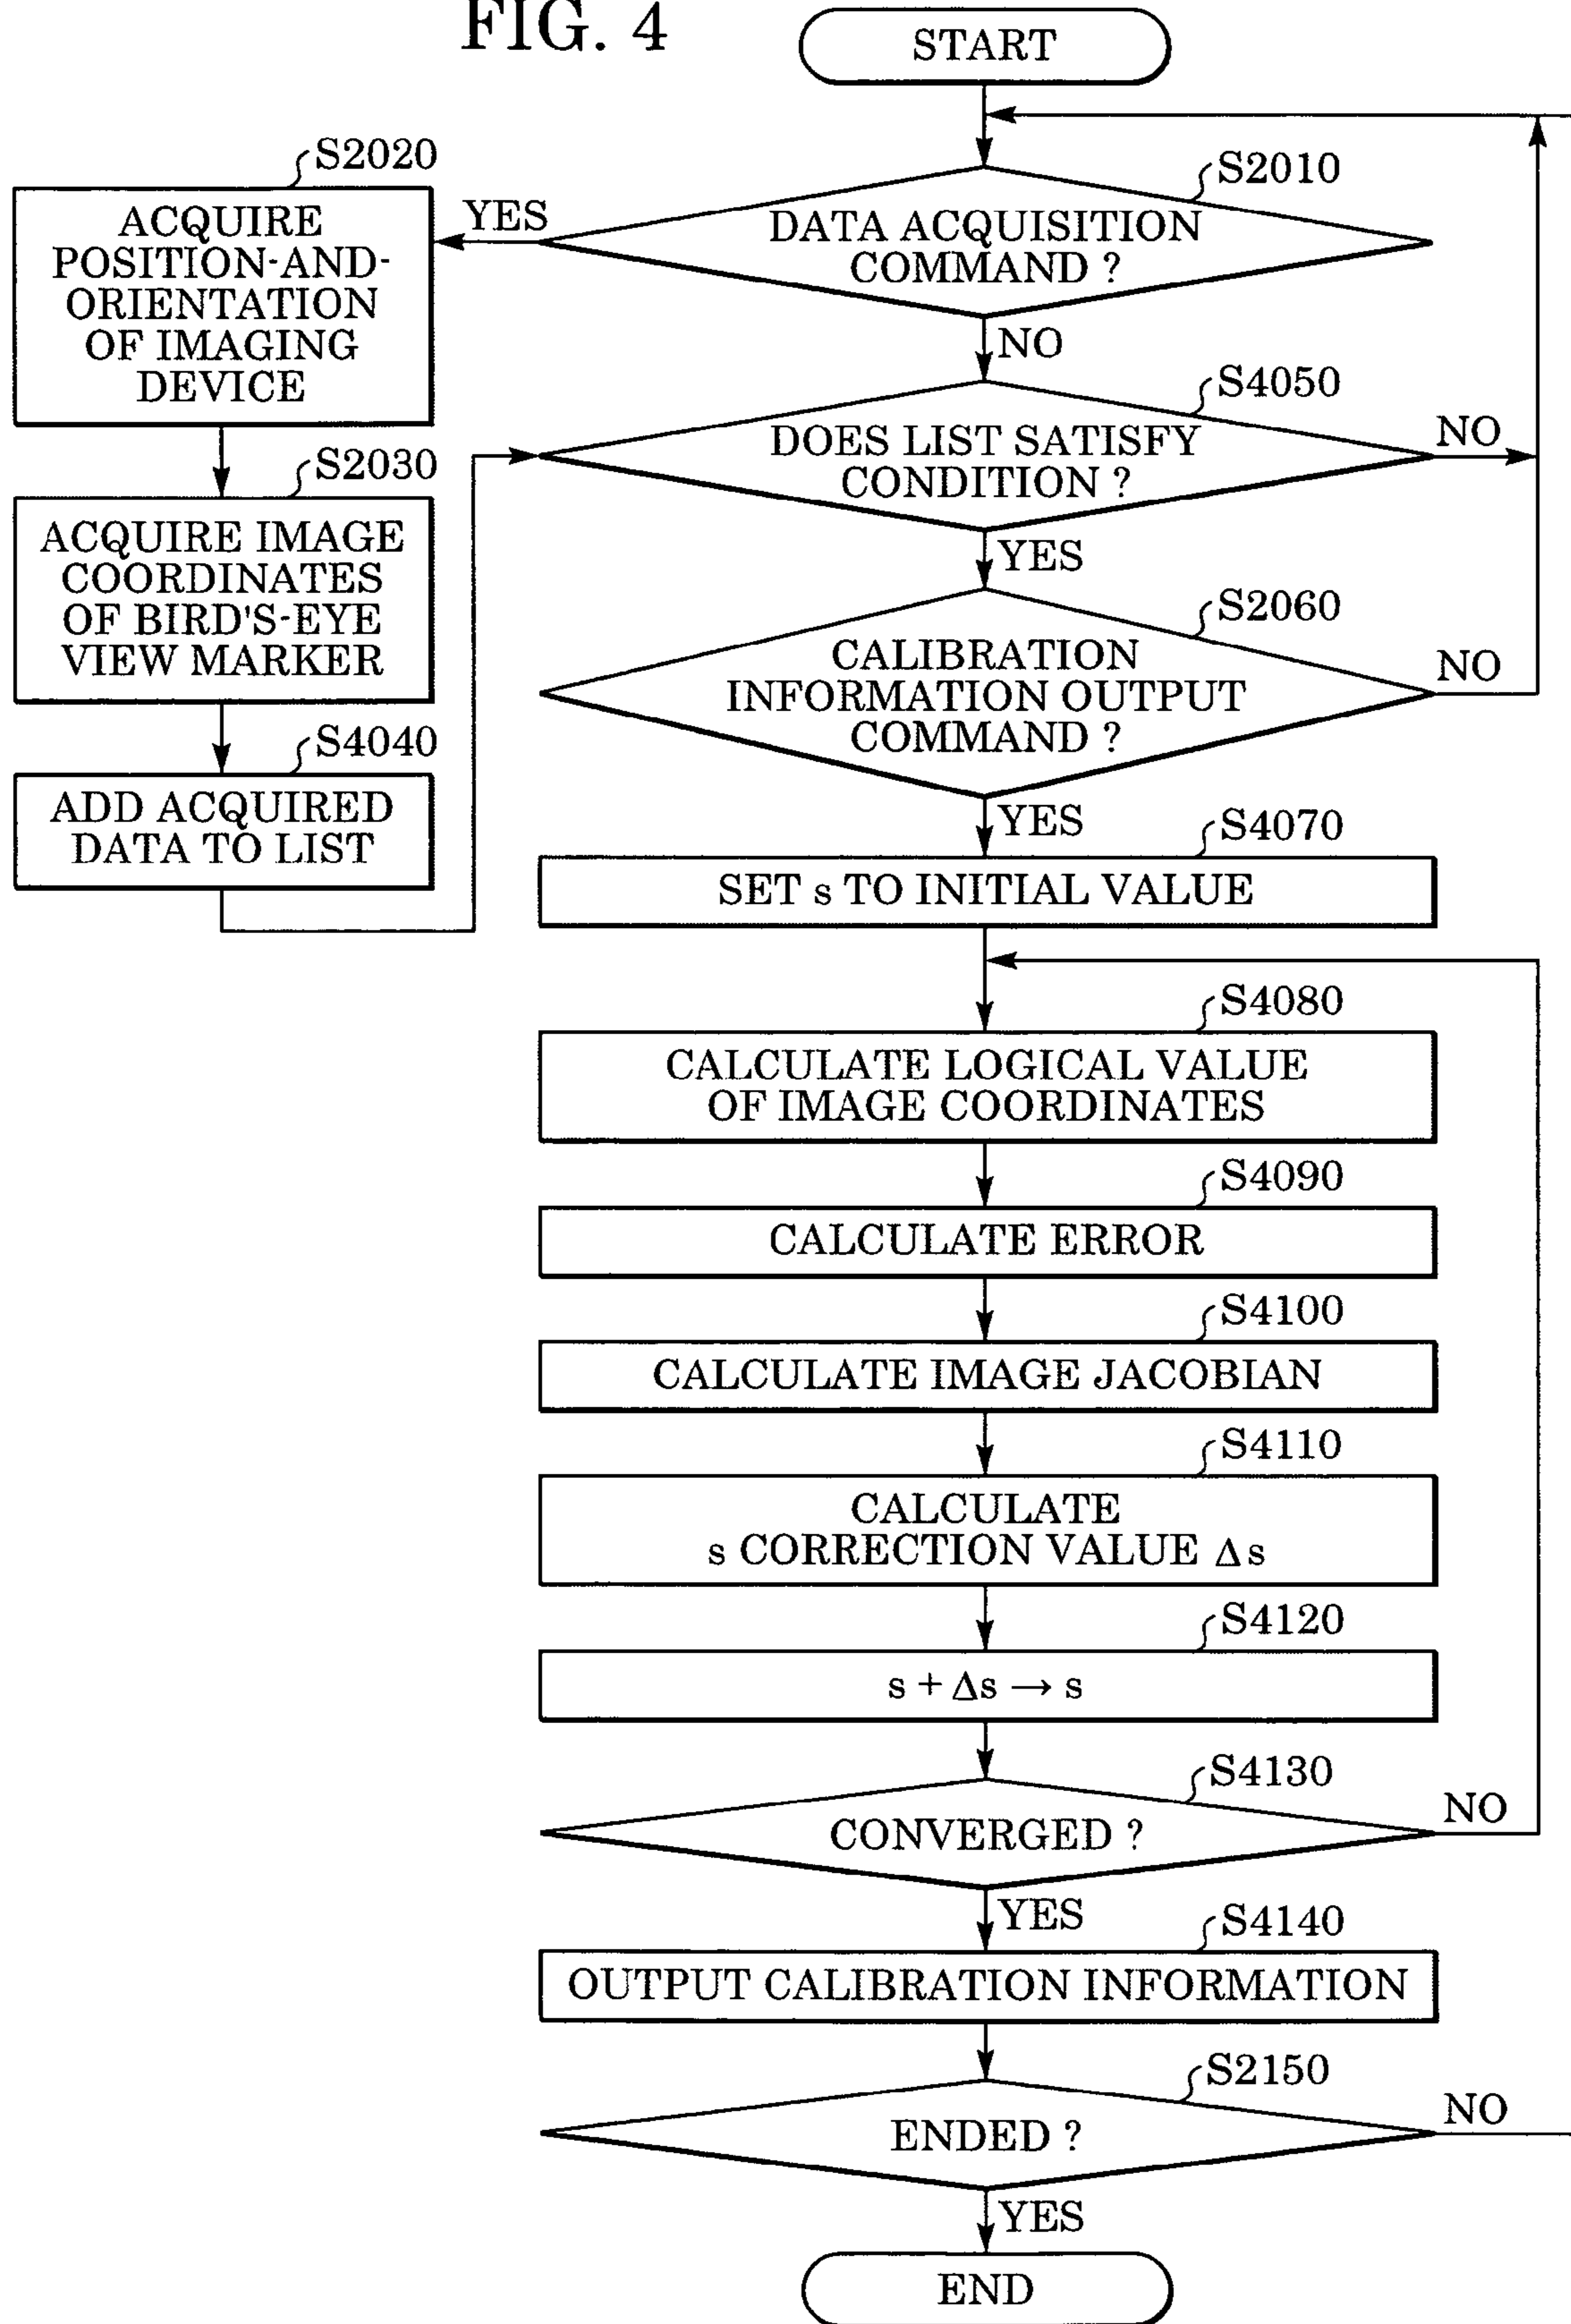 FIG. 4
START
S2010
DATA ACQUISITION
COMMAND ?
YES
NO
S2020
ACQUIRE
POSITION-AND-
ORIENTATION
OF IMAGING
DEVICE
S2030
ACQUIRE IMAGE
COORDINATES
OF BIRD'S-EYE
VIEW MARKER
S4040
ADD ACQUIRED
DATA TO LIST
S4050
DOES LIST SATISFY
CONDITION ?
NO
YES
S2060
CALIBRATION
INFORMATION OUTPUT
COMMAND ?
NO
YES
S4070
SET s TO INITIAL VALUE
S4080
CALCULATE LOGICAL VALUE
OF IMAGE COORDINATES
S4090
CALCULATE ERROR
S4100
CALCULATE IMAGE JACOBIAN
S4110
CALCULATE
s CORRECTION VALUE Δs
S4120
s + Δs → s
S4130
CONVERGED ?
NO
YES
S4140
OUTPUT CALIBRATION INFORMATION
S2150
ENDED ?
NO
YES
END